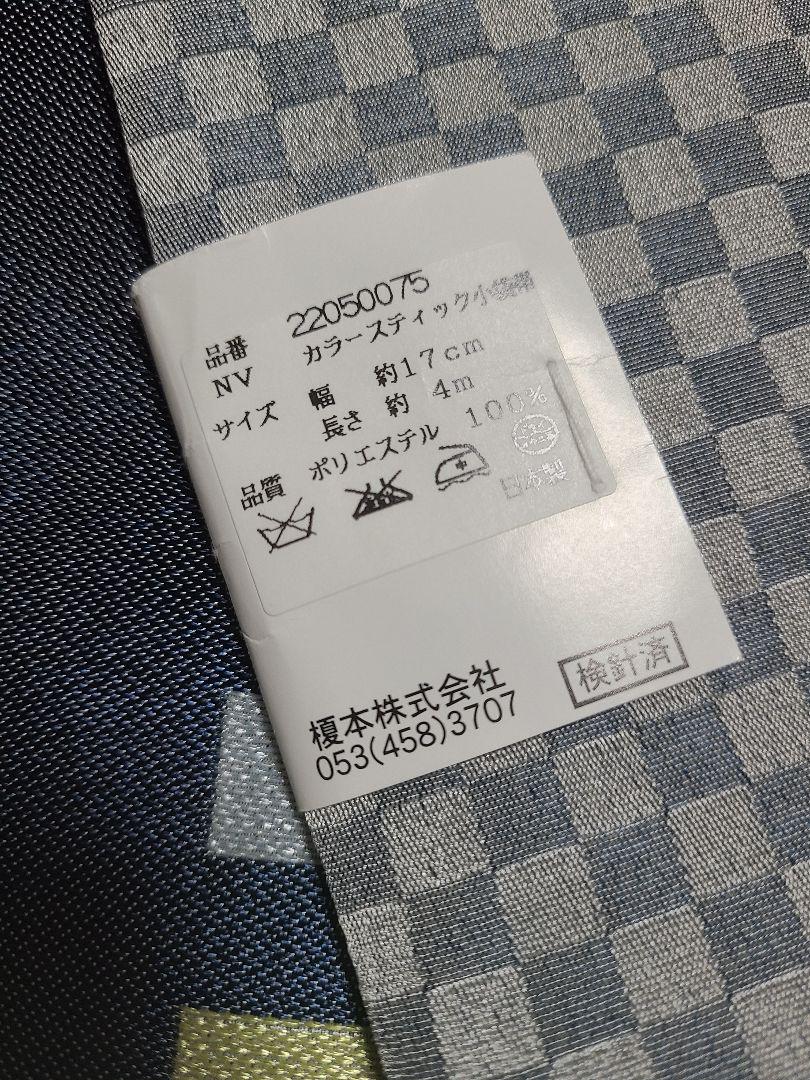 品番 22050075
NV カラースティック小袋帯
サイズ 幅 約17cm
長さ 約 4m
品質 ポリエステル 100%
日本製
検針済
榎本株式会社
053(458)3707